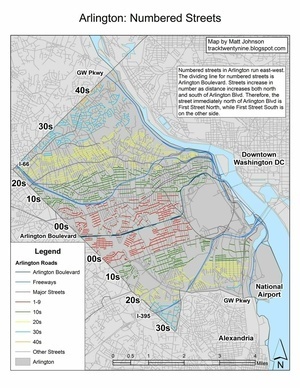 Arlington: Numbered Streets
Map by Matt Johnson
tracktwentynine.blogspot.com
Numbered streets in Arlington run east-west.
The dividing line for numbered streets is
Arlington Boulevard. Streets increase in
number as distance increases both north
and south of Arlington Blvd. Therefore, the
street immediately north of Arlington Blvd is
First Street North, while First Street South is
on the other side.
GW Pkwy
40s
30s
I-66
20s
10s
00s
Arlington Boulevard
00s
10s
20s
I-395
30s
Downtown
Washington DC
National
Airport
GW Pkwy
Alexandria
Legend
Arlington Roads
Arlington Boulevard
Freeways
Major Streets
1-9
10s
20s
30s
40s
Other Streets
Arlington
0 0.5 1 2 3 4
Miles
N